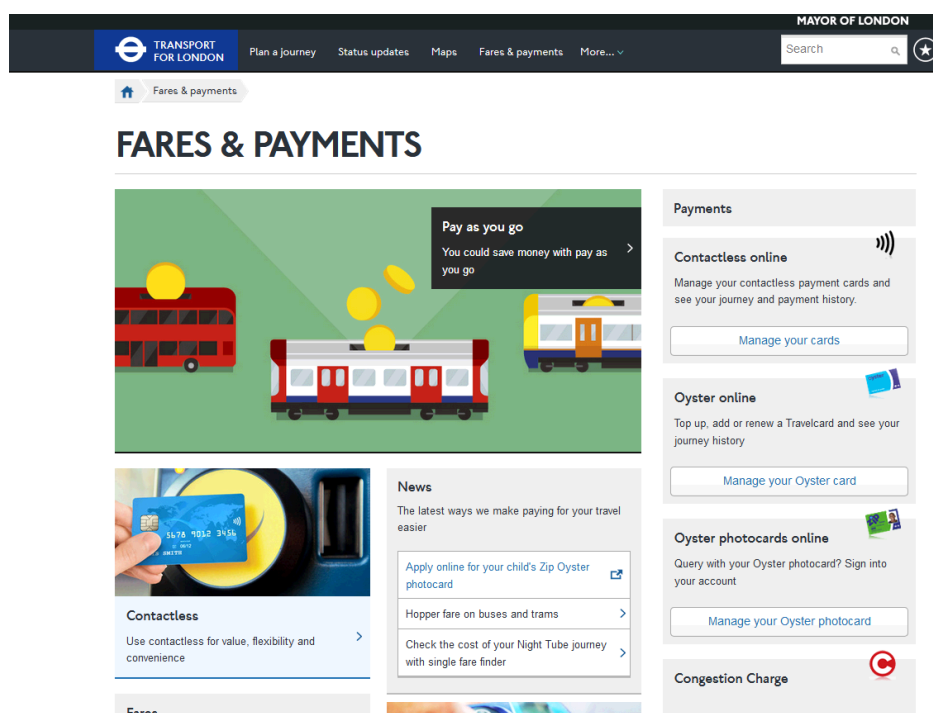 MAYOR OF LONDON
TRANSPORT
FOR LONDON
Plan a journey
Status updates
Maps
Fares & payments
More...
Search
Fares & payments
FARES & PAYMENTS
Pay as you go
You could save money with pay as
you go
Contactless
Use contactless for value, flexibility and
convenience
Fares
5678 9012 3456
SMITH
News
The latest ways we make paying for your travel
easier
Apply online for your child's Zip Oyster
photocard
Hopper fare on buses and trams
Check the cost of your Night Tube journey
with single fare finder
Payments
Contactless online
Manage your contactless payment cards and
see your journey and payment history.
Manage your cards
Oyster online
Top up, add or renew a Travelcard and see your
journey history
Manage your Oyster card
Oyster photocards online
Query with your Oyster photocard? Sign into
your account
Manage your Oyster photocard
Congestion Charge